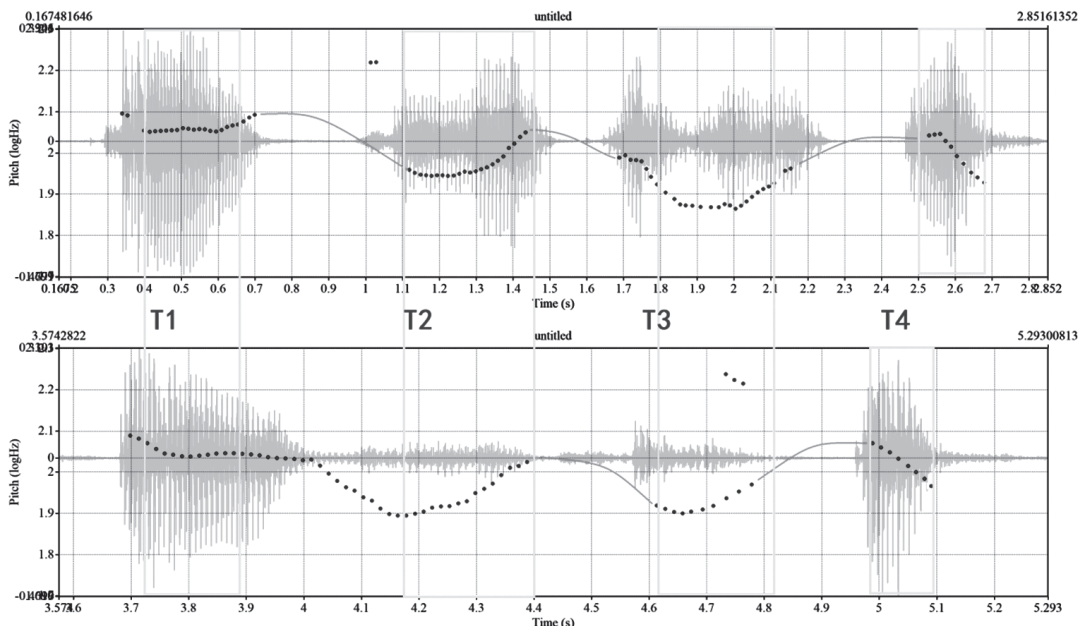 0.167481646 untitled 2.85161352
2.2
2.1
0
2
1.9
1.8
Pitch (logHz)
0.3 0.4 0.5 0.6 0.7 0.8 0.9 1 1.1 1.2 1.3 1.4 1.5 1.6 1.7 1.8 1.9 2 2.1 2.2 2.3 2.4 2.5 2.6 2.7
Time (s)
T1 T2 T3 T4
3.5742822 untitled 5.29300813
2.2
2.1
0
2
1.9
1.8
Pitch (logHz)
3.7 3.8 3.9 4 4.1 4.2 4.3 4.4 4.5 4.6 4.7 4.8 4.9 5 5.1 5.2 5.293
Time (s)